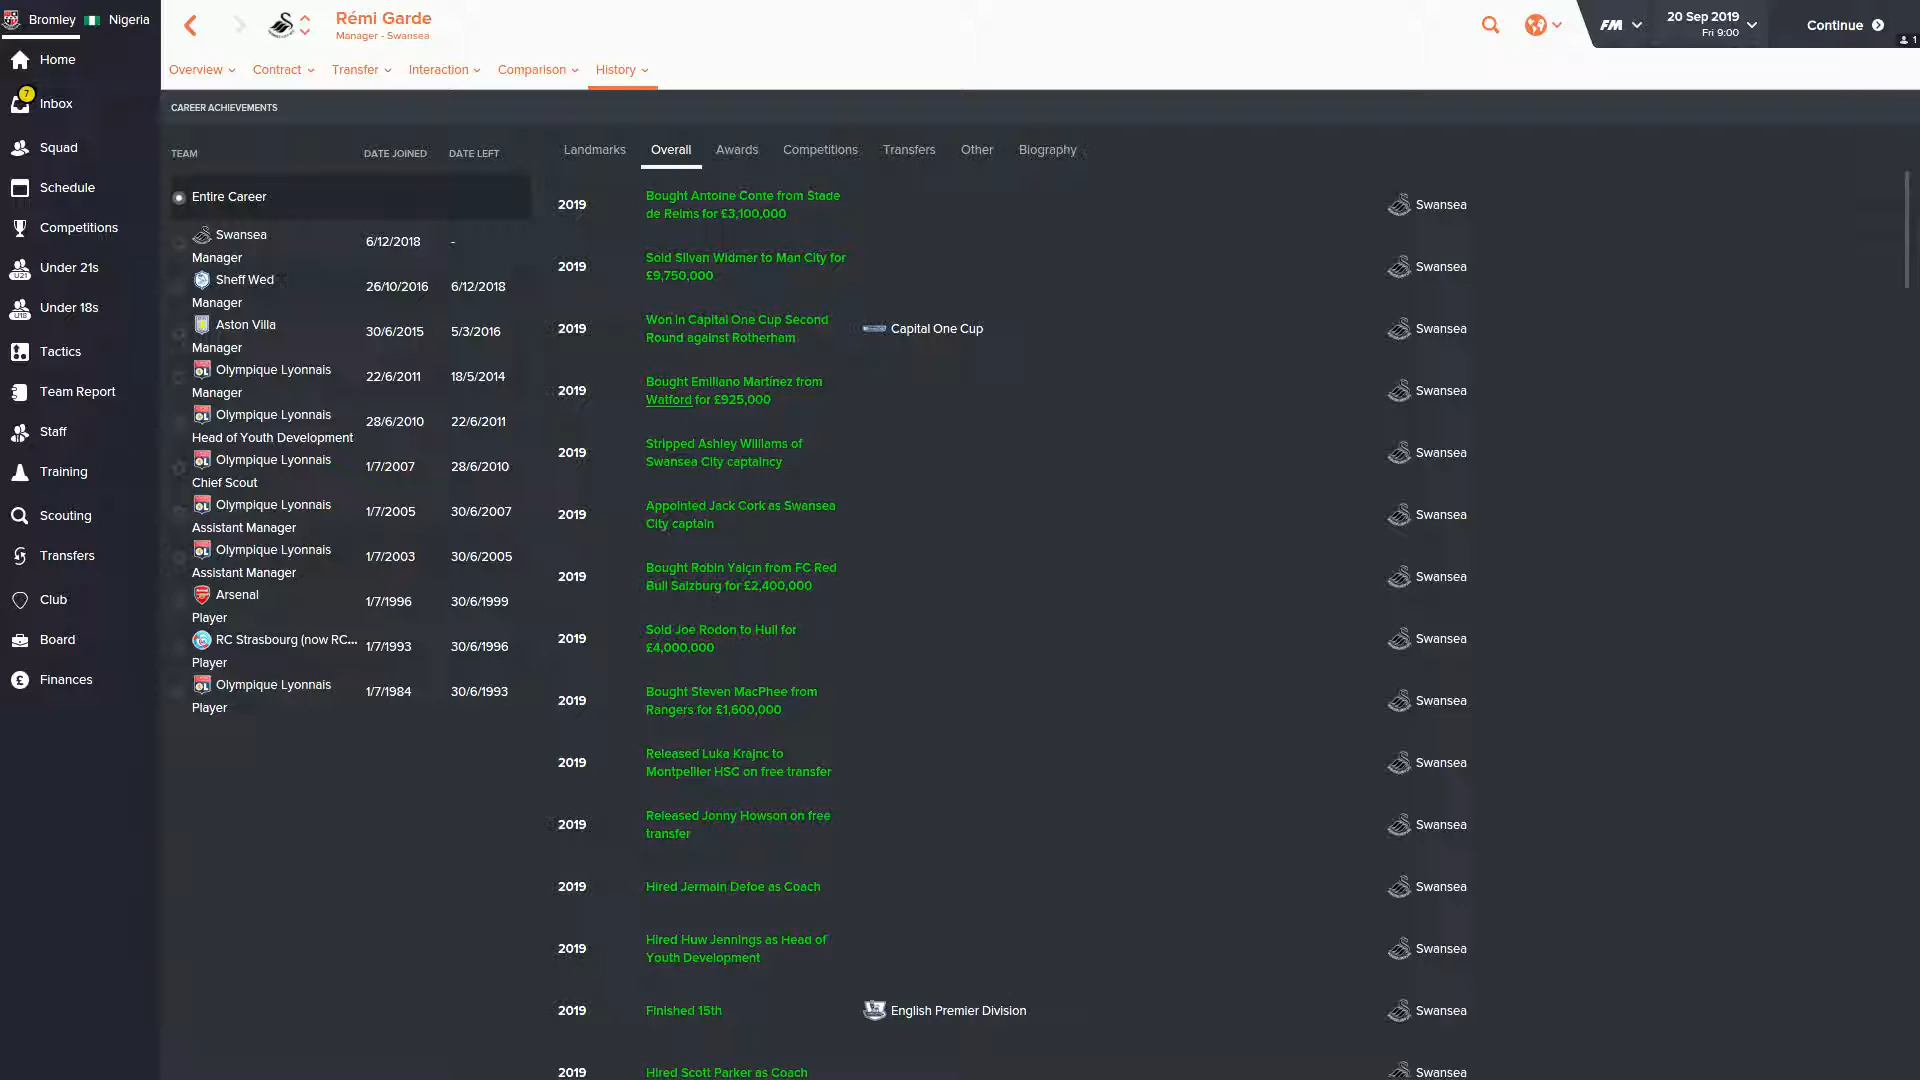 Bromley
Nigeria
Home
7
Inbox
Squad
Schedule
Competitions
U21
Under 21s
U18
Under 18s
Tactics
Team Report
Staff
Training
Scouting
Transfers
Club
Board
Finances
Rémi Garde
Manager - Swansea
FM
20 Sep 2019
Fri 9:00
Continue
1
Overview
Contract
Transfer
Interaction
Comparison
History
CAREER ACHIEVEMENTS
TEAM DATE JOINED DATE LEFT
Entire Career
Swansea
Manager
6/12/2018 -
Sheff Wed
Manager
26/10/2016 6/12/2018
Aston Villa
Manager
30/6/2015 5/3/2016
Olympique Lyonnais
Manager
22/6/2011 18/5/2014
Olympique Lyonnais
Head of Youth Development
28/6/2010 22/6/2011
Olympique Lyonnais
Chief Scout
1/7/2007 28/6/2010
Olympique Lyonnais
Assistant Manager
1/7/2005 30/6/2007
Olympique Lyonnais
Assistant Manager
1/7/2003 30/6/2005
Arsenal
Player
1/7/1996 30/6/1999
RC Strasbourg (now RC...
Player
1/7/1993 30/6/1996
Olympique Lyonnais
Player
1/7/1984 30/6/1993
Landmarks Overall Awards Competitions Transfers Other Biography
2019
Bought Antoine Conte from Stade
de Reims for £3,100,000
Swansea
2019
Sold Silvan Widmer to Man City for
£9,750,000
Swansea
2019
Won in Capital One Cup Second
Round against Rotherham
Capital One Cup
Swansea
2019
Bought Emiliano Martínez from
Watford for £925,000
Swansea
2019
Stripped Ashley Williams of
Swansea City captaincy
Swansea
2019
Appointed Jack Cork as Swansea
City captain
Swansea
2019
Bought Robin Yalçın from FC Red
Bull Salzburg for £2,400,000
Swansea
2019
Sold Joe Rodon to Hull for
£4,000,000
Swansea
2019
Bought Steven MacPhee from
Rangers for £1,600,000
Swansea
2019
Released Luka Krajnc to
Montpellier HSC on free transfer
Swansea
2019
Released Jonny Howson on free
transfer
Swansea
2019
Hired Jermain Defoe as Coach
Swansea
2019
Hired Huw Jennings as Head of
Youth Development
Swansea
2019
Finished 15th
English Premier Division
Swansea
2019
Hired Scott Parker as Coach
Swansea